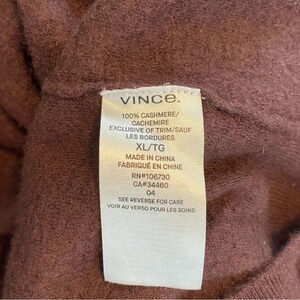 VINCE.
100% CASHMERE/
CACHEMIRE
EXCLUSIVE OF TRIM/SAUF
LES BORDURES
XL/TG
MADE IN CHINA
FABRIQUÉ EN CHINE
RN#106730
CA#34460
04
SEE REVERSE FOR CARE
VOIR AU VERSO POUR LES SOINS